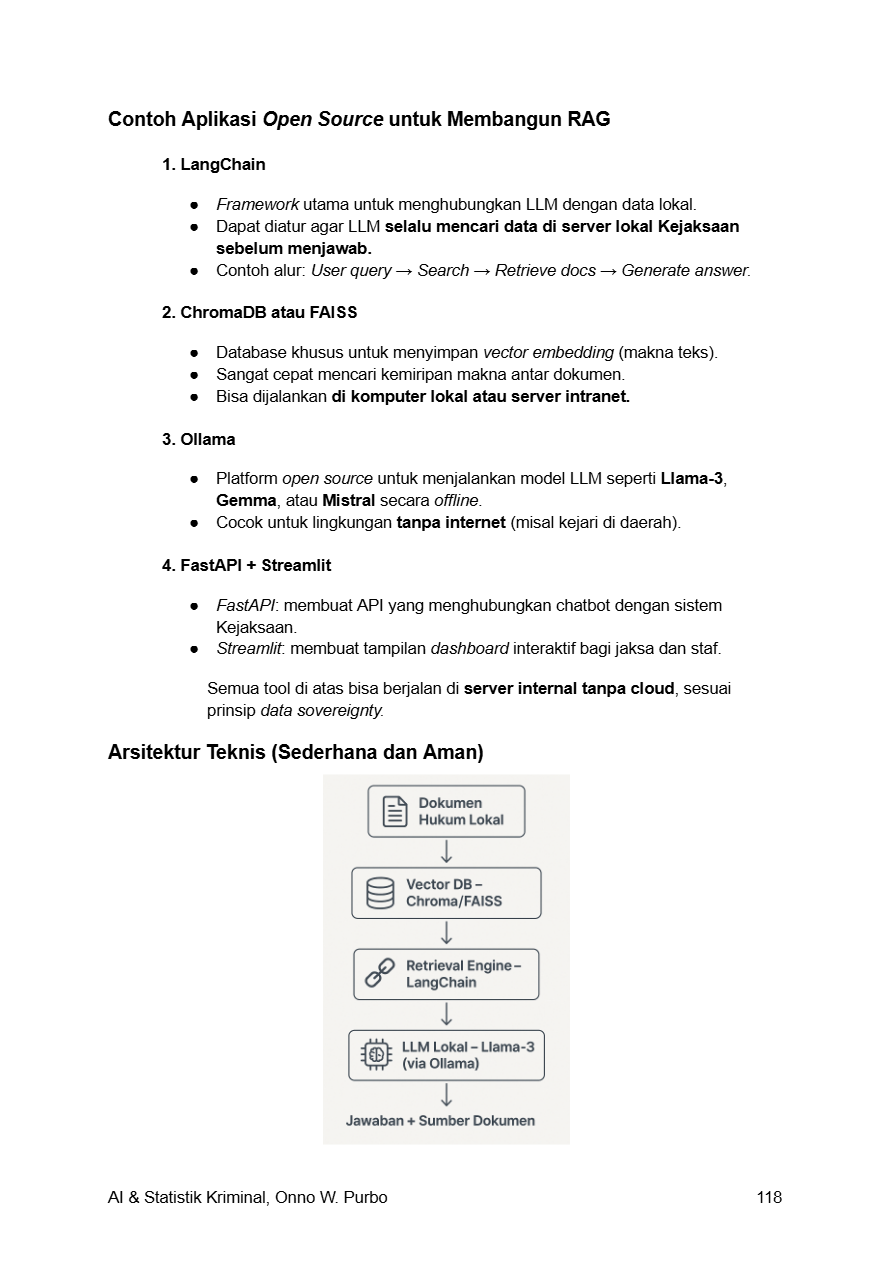 Contoh Aplikasi Open Source untuk Membangun RAG
1. LangChain
● Framework utama untuk menghubungkan LLM dengan data lokal.
● Dapat diatur agar LLM selalu mencari data di server lokal Kejaksaan
sebelum menjawab.
● Contoh alur: User query → Search → Retrieve docs → Generate answer.
2. ChromaDB atau FAISS
● Database khusus untuk menyimpan vector embedding (makna teks).
● Sangat cepat mencari kemiripan makna antar dokumen.
● Bisa dijalankan di komputer lokal atau server intranet.
3. Ollama
● Platform open source untuk menjalankan model LLM seperti Llama-3,
Gemma, atau Mistral secara offline.
● Cocok untuk lingkungan tanpa internet (misal kejari di daerah).
4. FastAPI + Streamlit
● FastAPI: membuat API yang menghubungkan chatbot dengan sistem
Kejaksaan.
● Streamlit: membuat tampilan dashboard interaktif bagi jaksa dan staf.
Semua tool di atas bisa berjalan di server internal tanpa cloud, sesuai
prinsip data sovereignty.
Arsitektur Teknis (Sederhana dan Aman)
Dokumen
Hukum Lokal
Vector DB –
Chroma/FAISS
Retrieval Engine –
LangChain
LLM Lokal – Llama-3
(via Ollama)
Jawaban + Sumber Dokumen
AI & Statistik Kriminal, Onno W. Purbo 118